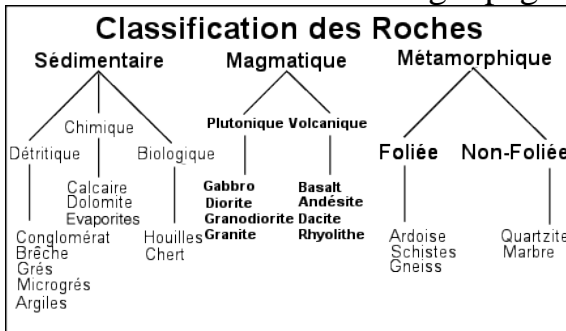 Classification des Roches
Sédimentaire Magmatique Métamorphique
Chimique
Plutonique Volcanique
Détritique Biologique
Foliée Non-Foliée
Calcaire
Dolomite
Evaporites
Gabbro
Diorite
Granodiorite
Granite
Basalt
Andésite
Dacite
Rhyolithe
Conglomérat
Brêche
Grés
Microgrés
Argiles
Houilles
Chert
Ardoise
Schistes
Gneiss
Quartzite
Marbre